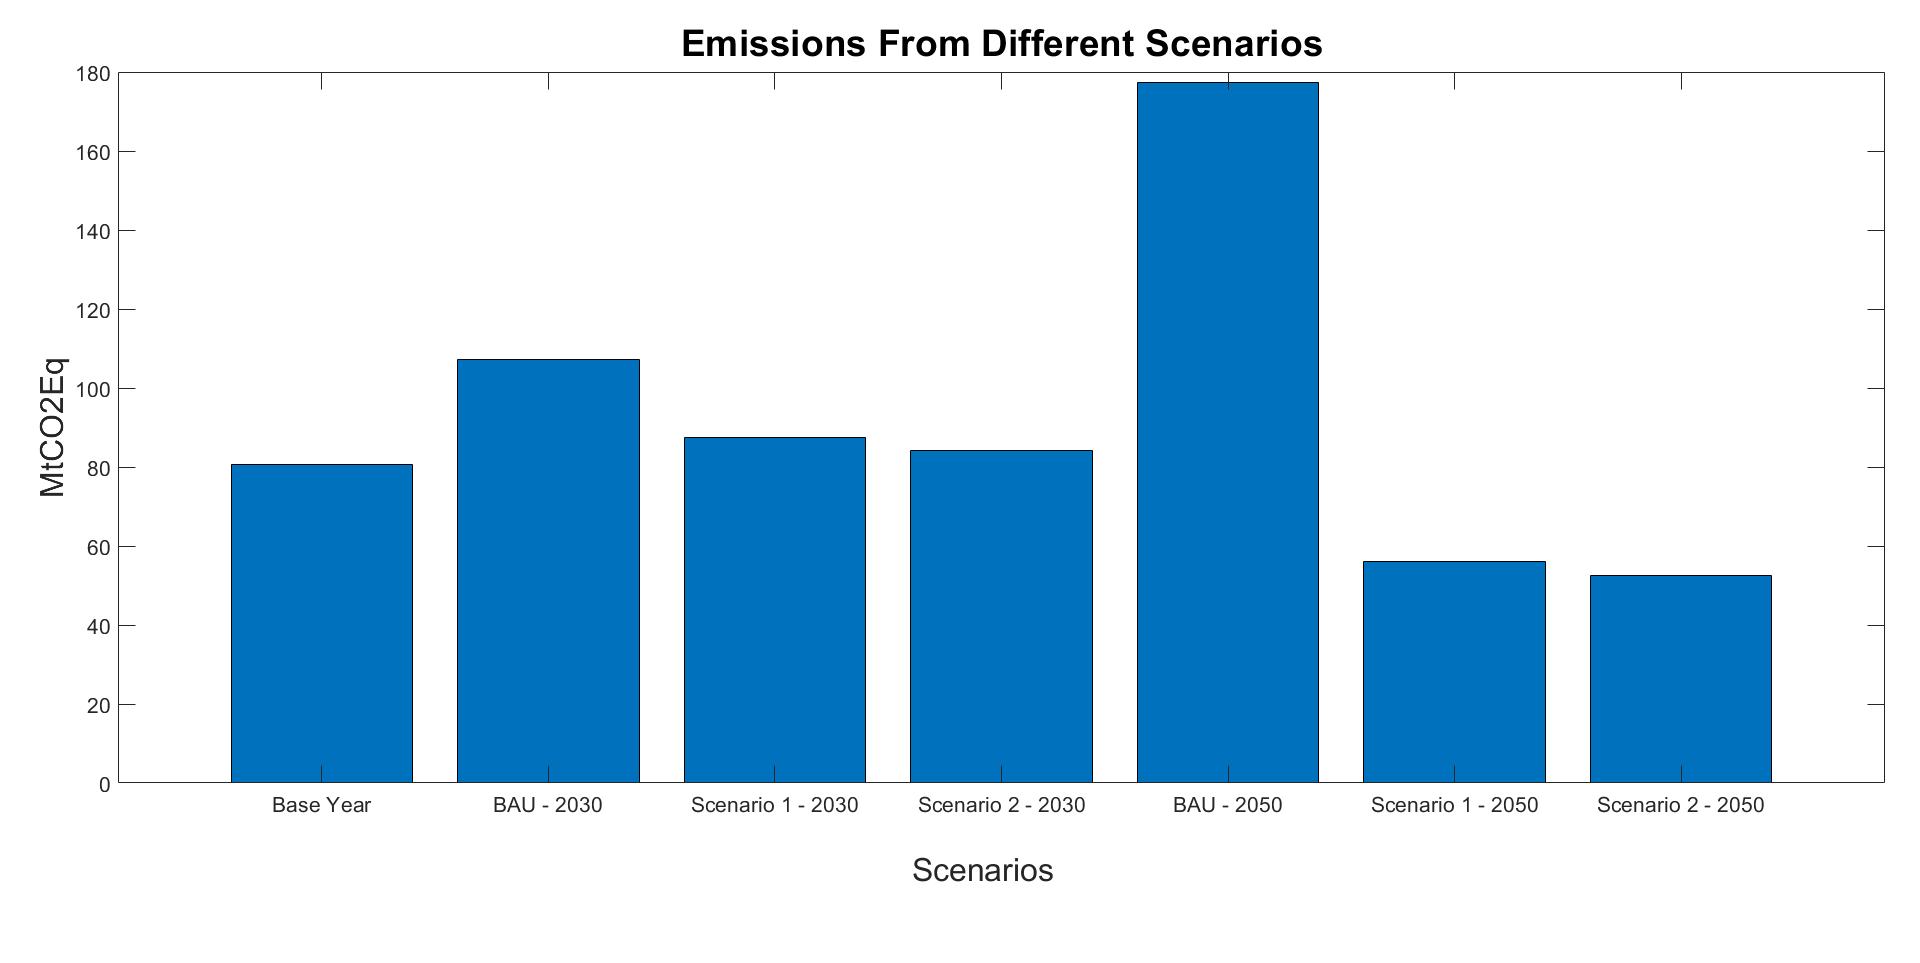 Emissions From Different Scenarios
180
160
140
120
100
80
60
40
20
0
MtCO2Eq
Base Year BAU - 2030 Scenario 1 - 2030 Scenario 2 - 2030 BAU - 2050 Scenario 1 - 2050 Scenario 2 - 2050
Scenarios